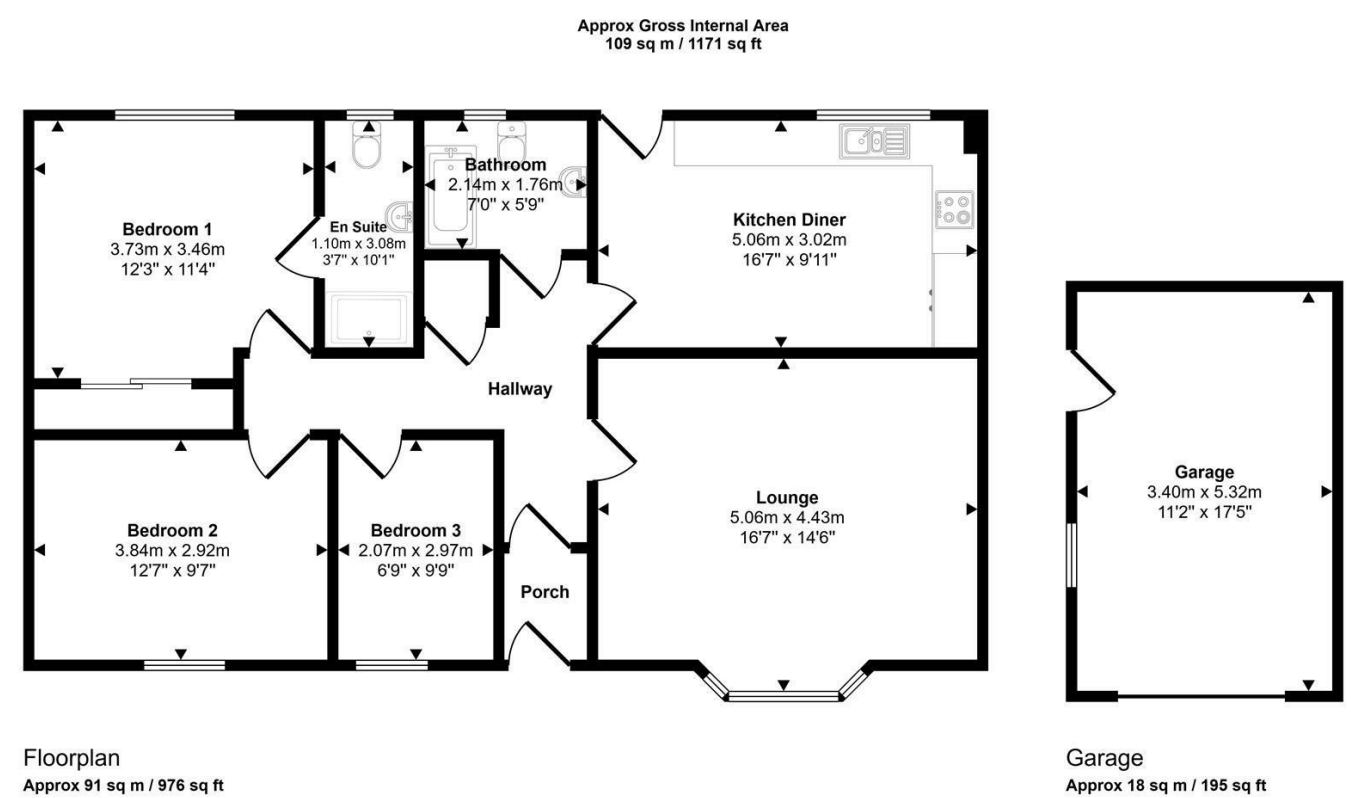 Approx Gross Internal Area
109 sq m / 1171 sq ft
Bedroom 1
3.73m x 3.46m
12'3" x 11'4"
En Suite
1.10m x 3.08m
3'7" x 10'1"
Bathroom
2.14m x 1.76m
7'0" x 5'9"
Kitchen Diner
5.06m x 3.02m
16'7" x 9'11"
Hallway
Bedroom 2
3.84m x 2.92m
12'7" x 9'7"
Bedroom 3
2.07m x 2.97m
6'9" x 9'9"
Porch
Lounge
5.06m x 4.43m
16'7" x 14'6"
Garage
3.40m x 5.32m
11'2" x 17'5"
Floorplan
Approx 91 sq m / 976 sq ft
Garage
Approx 18 sq m / 195 sq ft